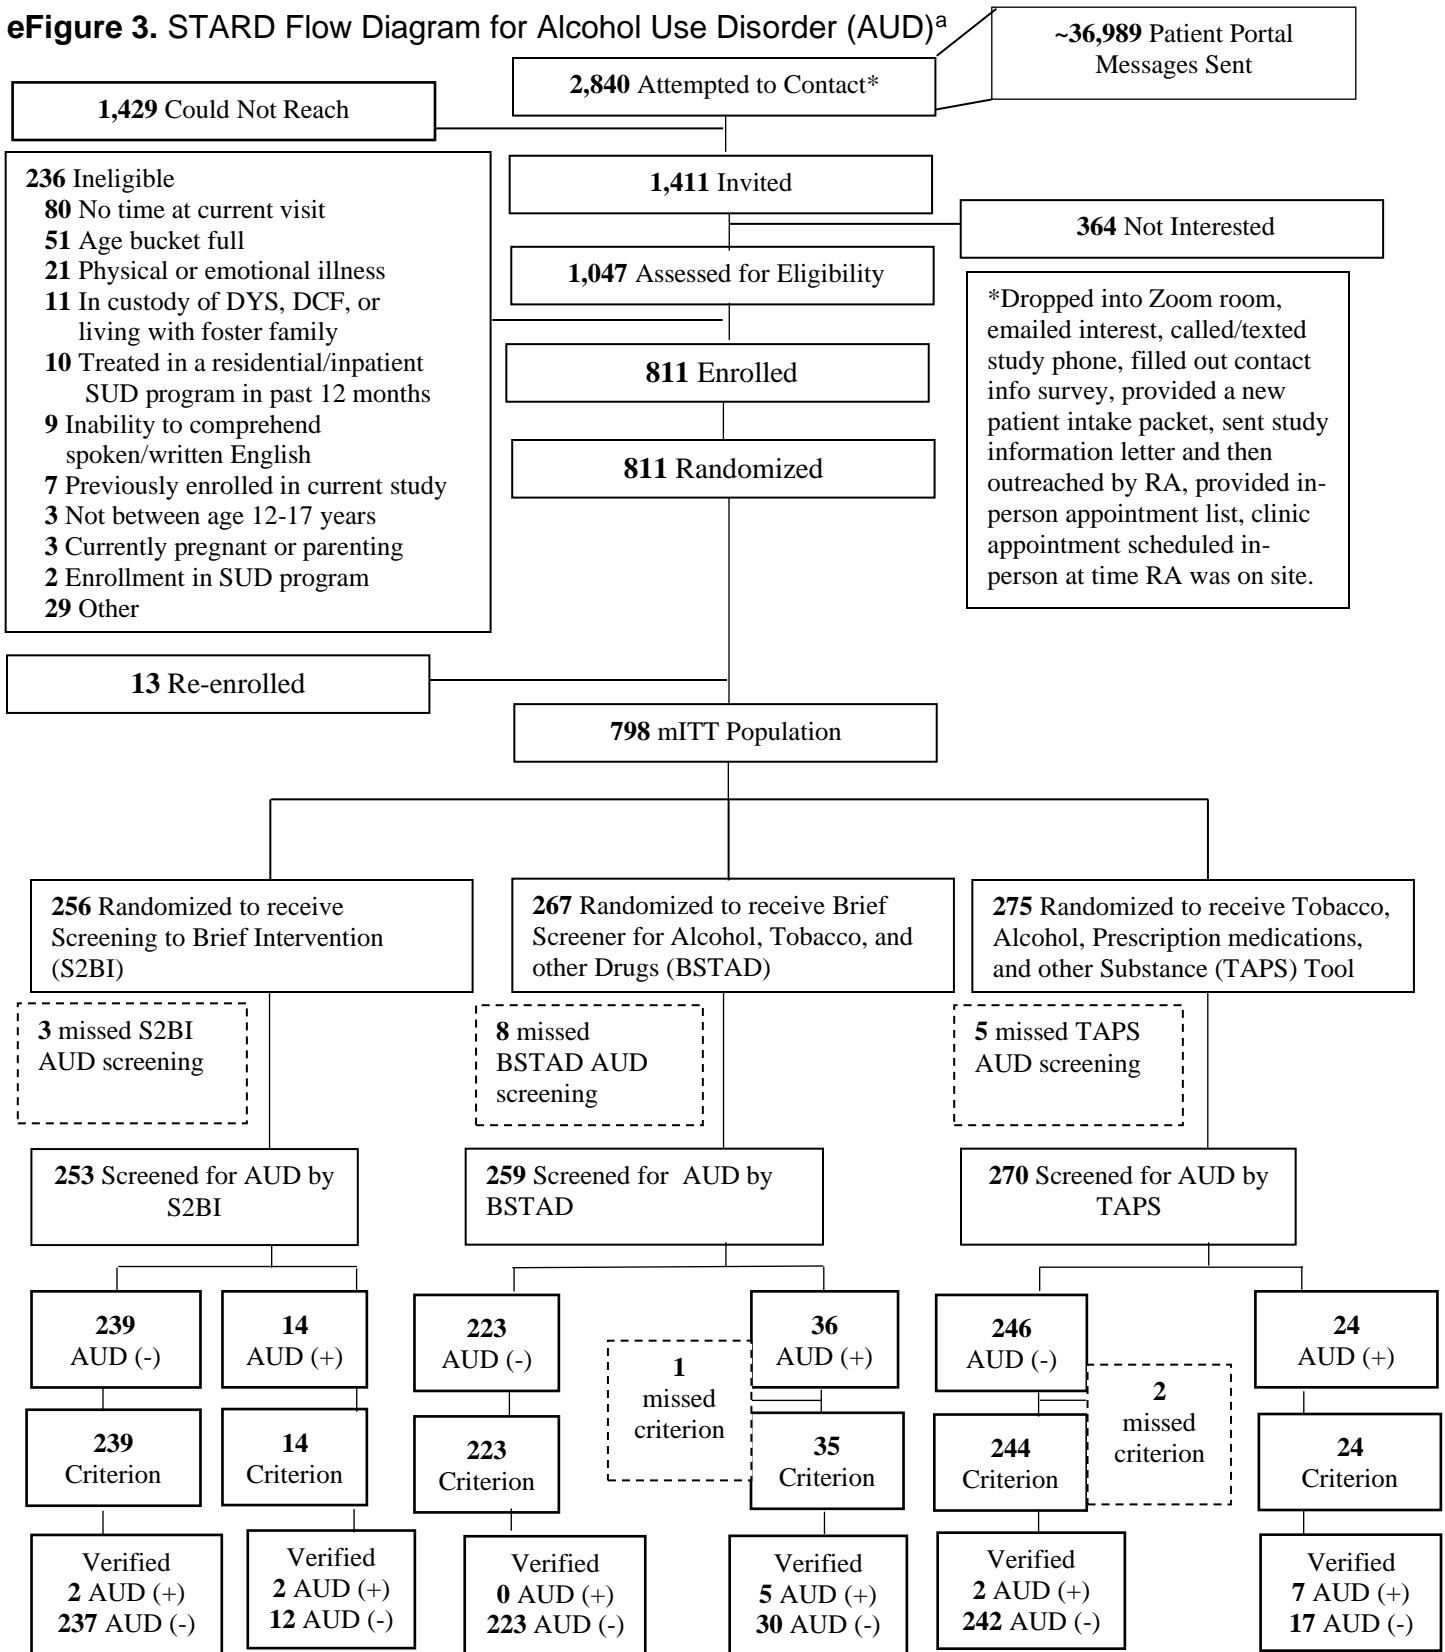 eFigure 3. STARD Flow Diagram for Alcohol Use Disorder (AUD)ᵃ
~36,989 Patient Portal
Messages Sent
2,840 Attempted to Contact*
1,429 Could Not Reach
1,411 Invited
236 Ineligible
80 No time at current visit
51 Age bucket full
21 Physical or emotional illness
11 In custody of DYS, DCF, or
living with foster family
10 Treated in a residential/inpatient
SUD program in past 12 months
9 Inability to comprehend
spoken/written English
7 Previously enrolled in current study
3 Not between age 12-17 years
3 Currently pregnant or parenting
2 Enrollment in SUD program
29 Other
364 Not Interested
1,047 Assessed for Eligibility
*Dropped into Zoom room,
emailed interest, called/texted
study phone, filled out contact
info survey, provided a new
patient intake packet, sent study
information letter and then
outreached by RA, provided in-
person appointment list, clinic
appointment scheduled in-
person at time RA was on site.
811 Enrolled
811 Randomized
13 Re-enrolled
798 mITT Population
256 Randomized to receive
Screening to Brief Intervention
(S2BI)
267 Randomized to receive Brief
Screener for Alcohol, Tobacco, and
other Drugs (BSTAD)
275 Randomized to receive Tobacco,
Alcohol, Prescription medications,
and other Substance (TAPS) Tool
3 missed S2BI
AUD screening
8 missed
BSTAD AUD
screening
5 missed TAPS
AUD screening
253 Screened for AUD by
S2BI
259 Screened for AUD by
BSTAD
270 Screened for AUD by
TAPS
239
AUD (-)
14
AUD (+)
223
AUD (-)
36
AUD (+)
246
AUD (-)
24
AUD (+)
1
missed
criterion
2
missed
criterion
239
Criterion
14
Criterion
223
Criterion
35
Criterion
244
Criterion
24
Criterion
Verified
2 AUD (+)
237 AUD (-)
Verified
2 AUD (+)
12 AUD (-)
Verified
0 AUD (+)
223 AUD (-)
Verified
5 AUD (+)
30 AUD (-)
Verified
2 AUD (+)
242 AUD (-)
Verified
7 AUD (+)
17 AUD (-)